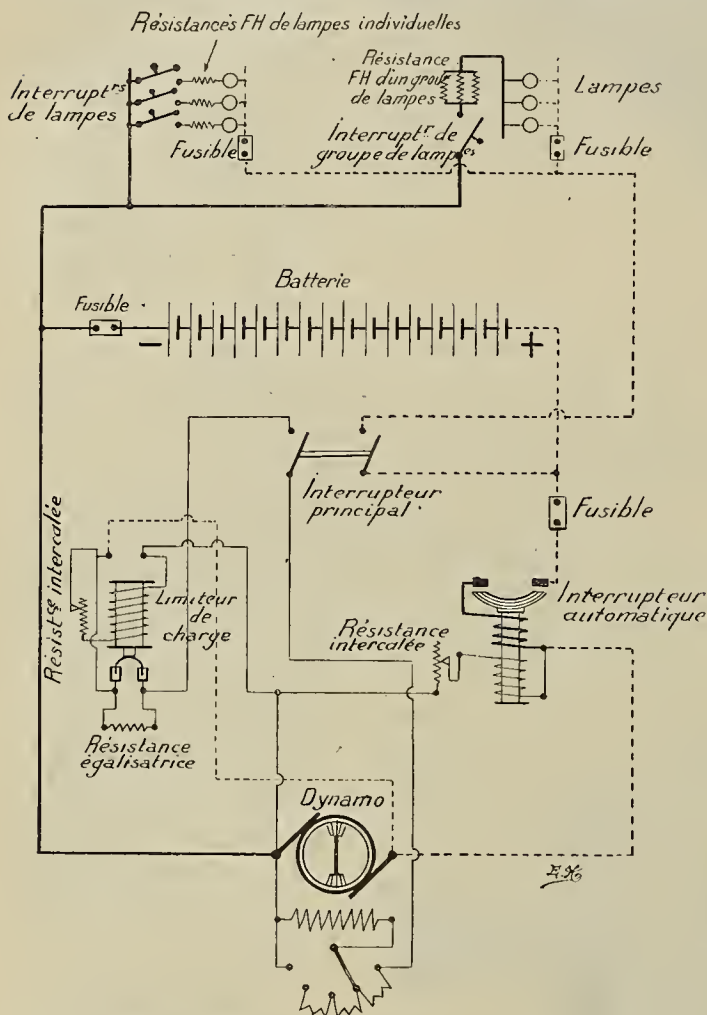 Résistances FH de lampes individuelles
Interruptrs
de lampes
Fusible
Résistance
FH d'un grou
de lampes
Interruptr de
groupe de lampes
Lampes
Fusible
Batterie
Fusible
− +
Interrupteur
principal
Fusible
Résistce intercalée
Limiteur
de
charge
Interrupteur
automatique
Résistance
intercalée
Résistance
égalisatrice
Dynamo